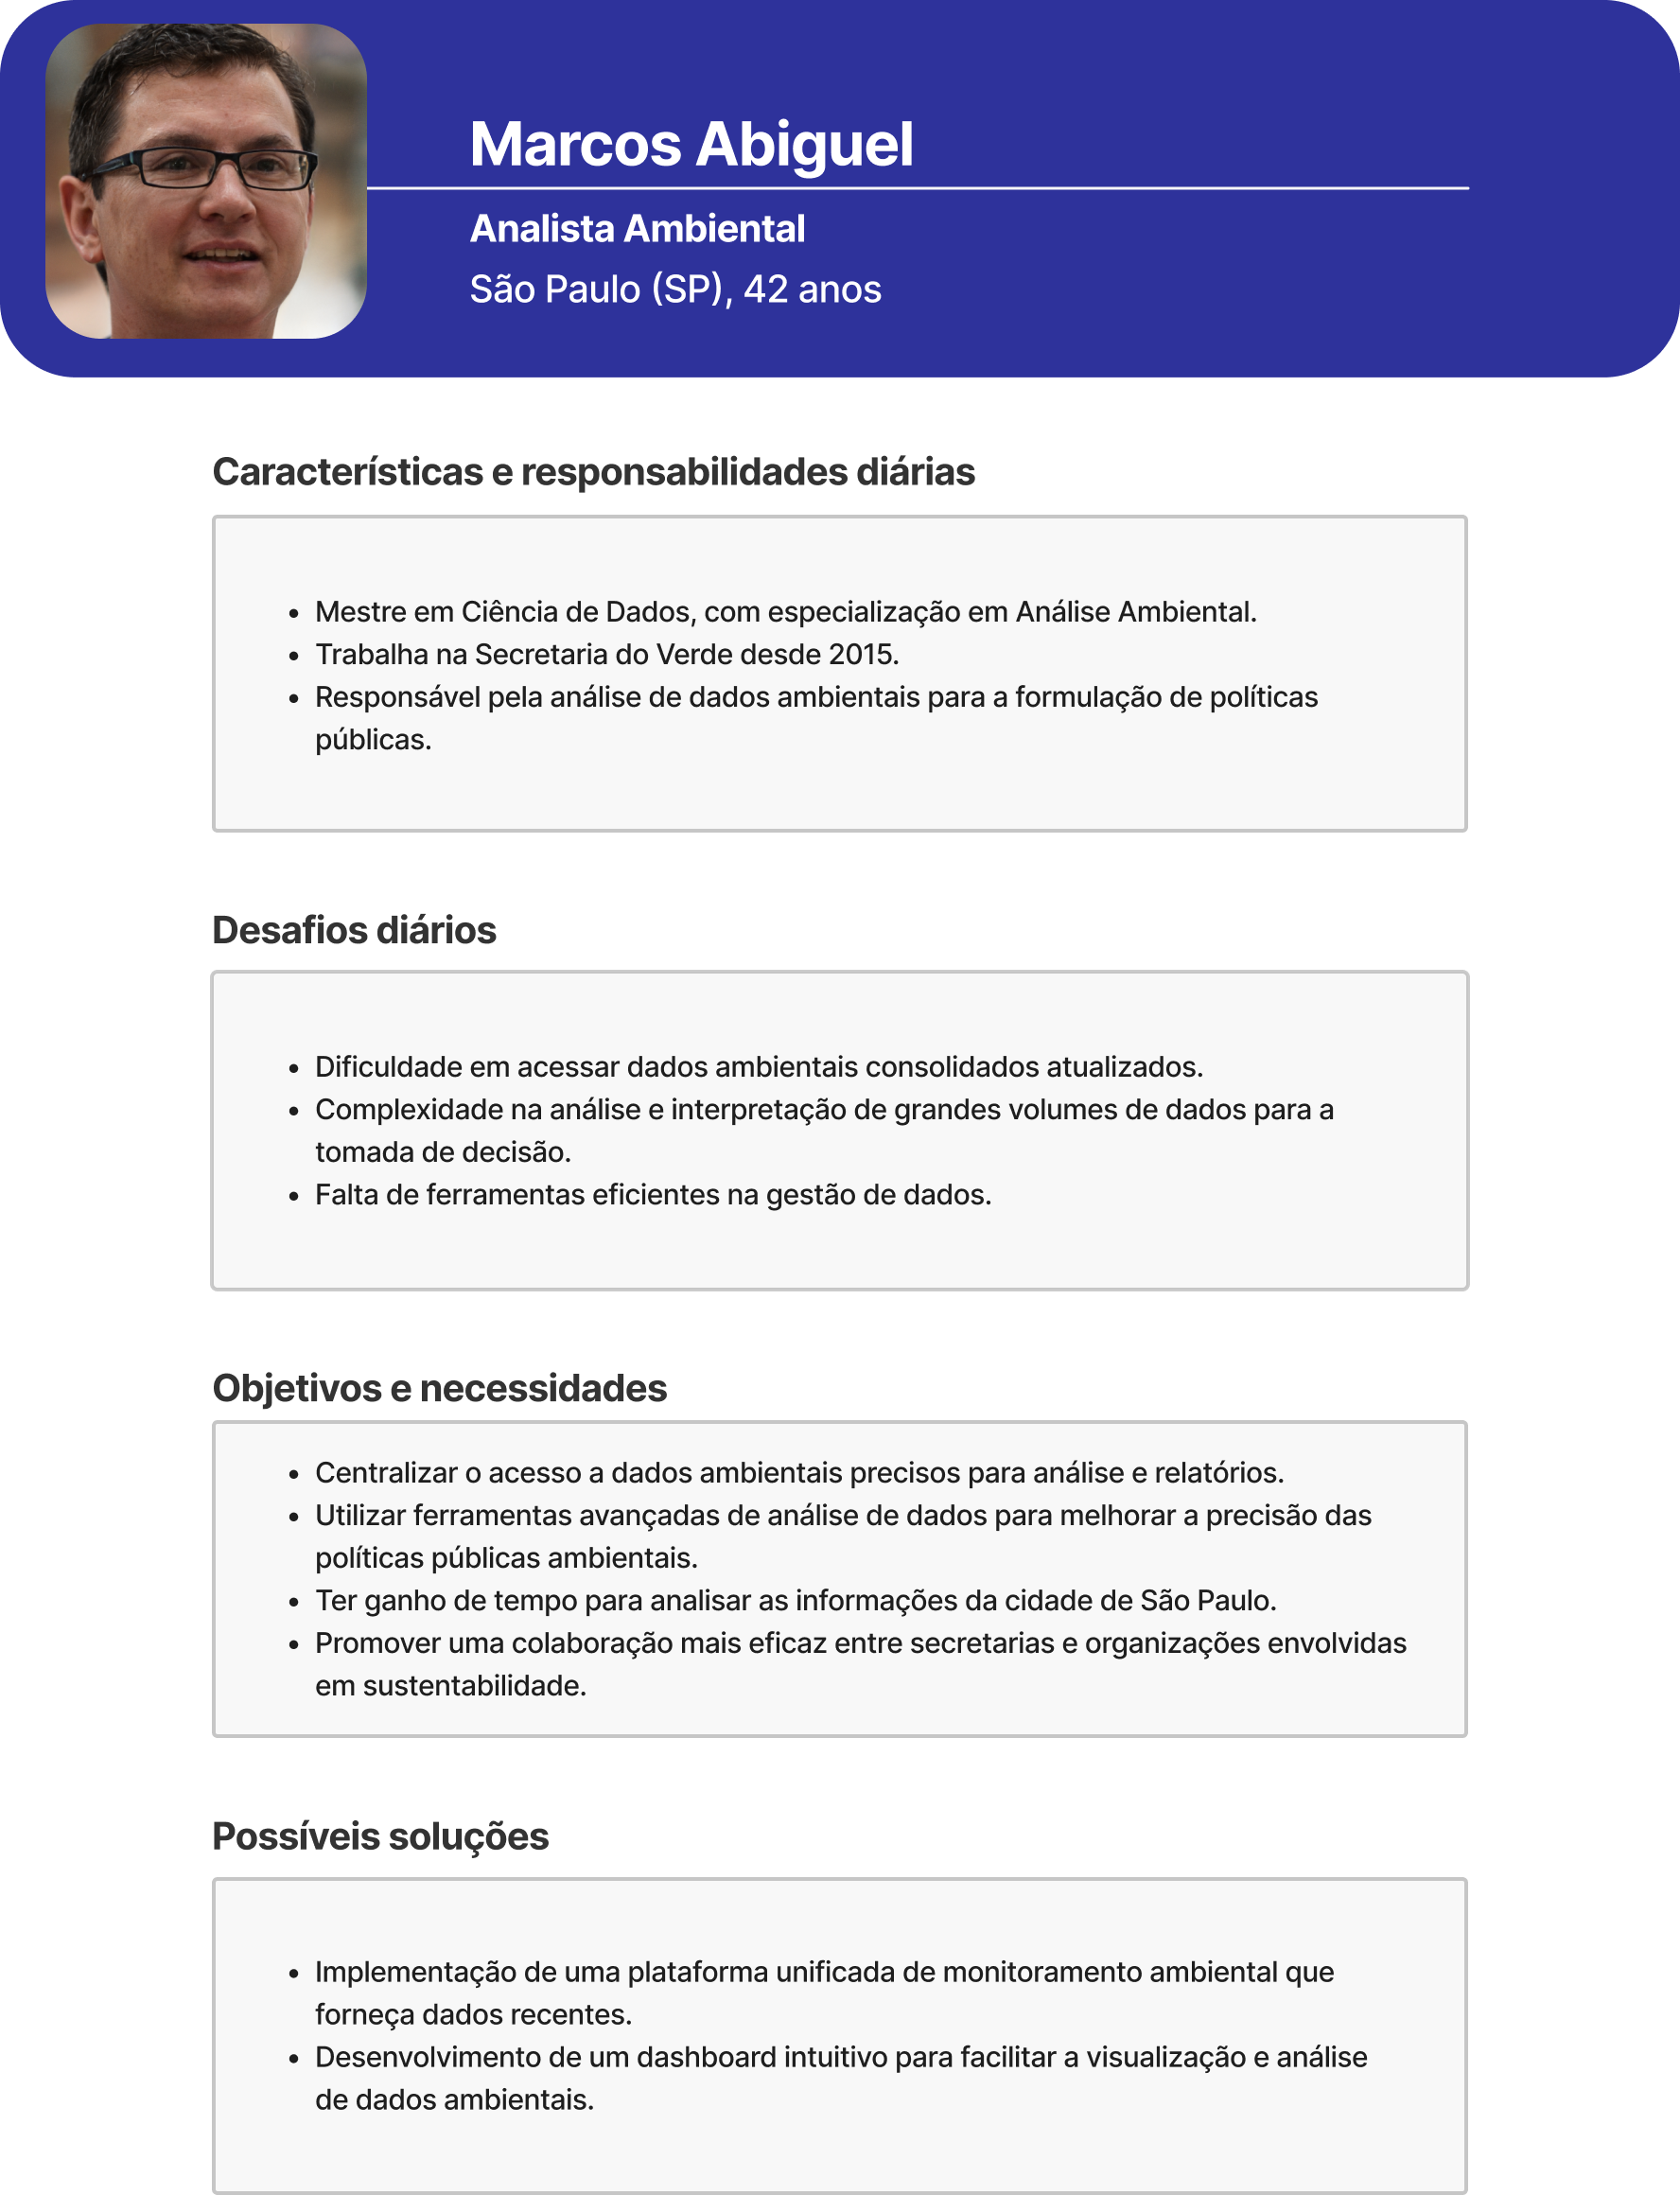 Marcos Abiguel
Analista Ambiental
São Paulo (SP), 42 anos
Características e responsabilidades diárias
• Mestre em Ciência de Dados, com especialização em Análise Ambiental.
• Trabalha na Secretaria do Verde desde 2015.
• Responsável pela análise de dados ambientais para a formulação de políticas
públicas.
Desafios diários
• Dificuldade em acessar dados ambientais consolidados atualizados.
• Complexidade na análise e interpretação de grandes volumes de dados para a
tomada de decisão.
• Falta de ferramentas eficientes na gestão de dados.
Objetivos e necessidades
• Centralizar o acesso a dados ambientais precisos para análise e relatórios.
• Utilizar ferramentas avançadas de análise de dados para melhorar a precisão das
políticas públicas ambientais.
• Ter ganho de tempo para analisar as informações da cidade de São Paulo.
• Promover uma colaboração mais eficaz entre secretarias e organizações envolvidas
em sustentabilidade.
Possíveis soluções
• Implementação de uma plataforma unificada de monitoramento ambiental que
forneça dados recentes.
• Desenvolvimento de um dashboard intuitivo para facilitar a visualização e análise
de dados ambientais.